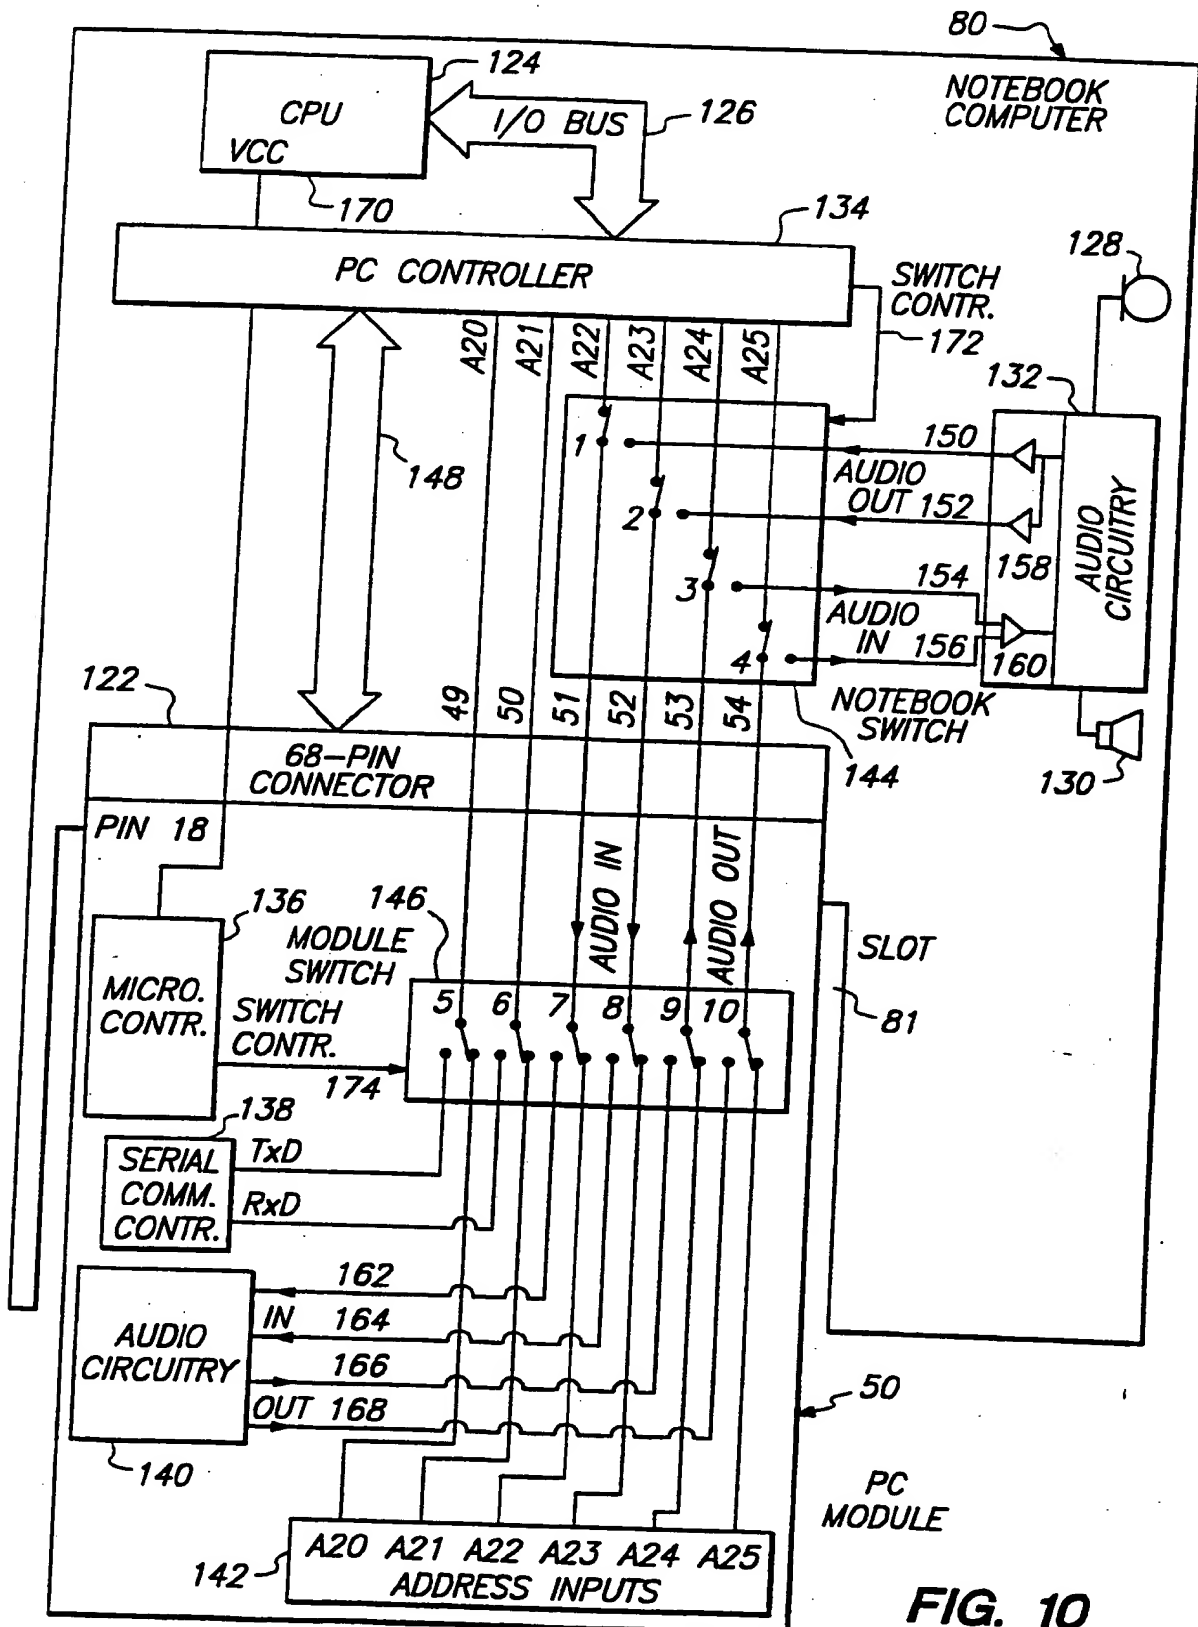 80
NOTEBOOK
COMPUTER
124
CPU
VCC
I/O BUS
126
170
134
PC CONTROLLER
128
SWITCH
CONTR.
172
A20
A21
A22
A23
A24
A25
132
148
1
2
3
4
150
AUDIO
OUT
152
154
AUDIO
IN
156
158
160
AUDIO
CIRCUITRY
NOTEBOOK
SWITCH
144
130
122
49
50
51
52
53
54
68-PIN
CONNECTOR
PIN 18
AUDIO IN
AUDIO OUT
136
146
MODULE
SWITCH
SLOT
81
MICRO.
CONTR.
SWITCH
CONTR.
174
5 6 7 8 9 10
138
SERIAL
COMM.
CONTR.
TxD
RxD
162
IN 164
166
OUT 168
AUDIO
CIRCUITRY
140
50
PC
MODULE
142
A20 A21 A22 A23 A24 A25
ADDRESS INPUTS
FIG. 10